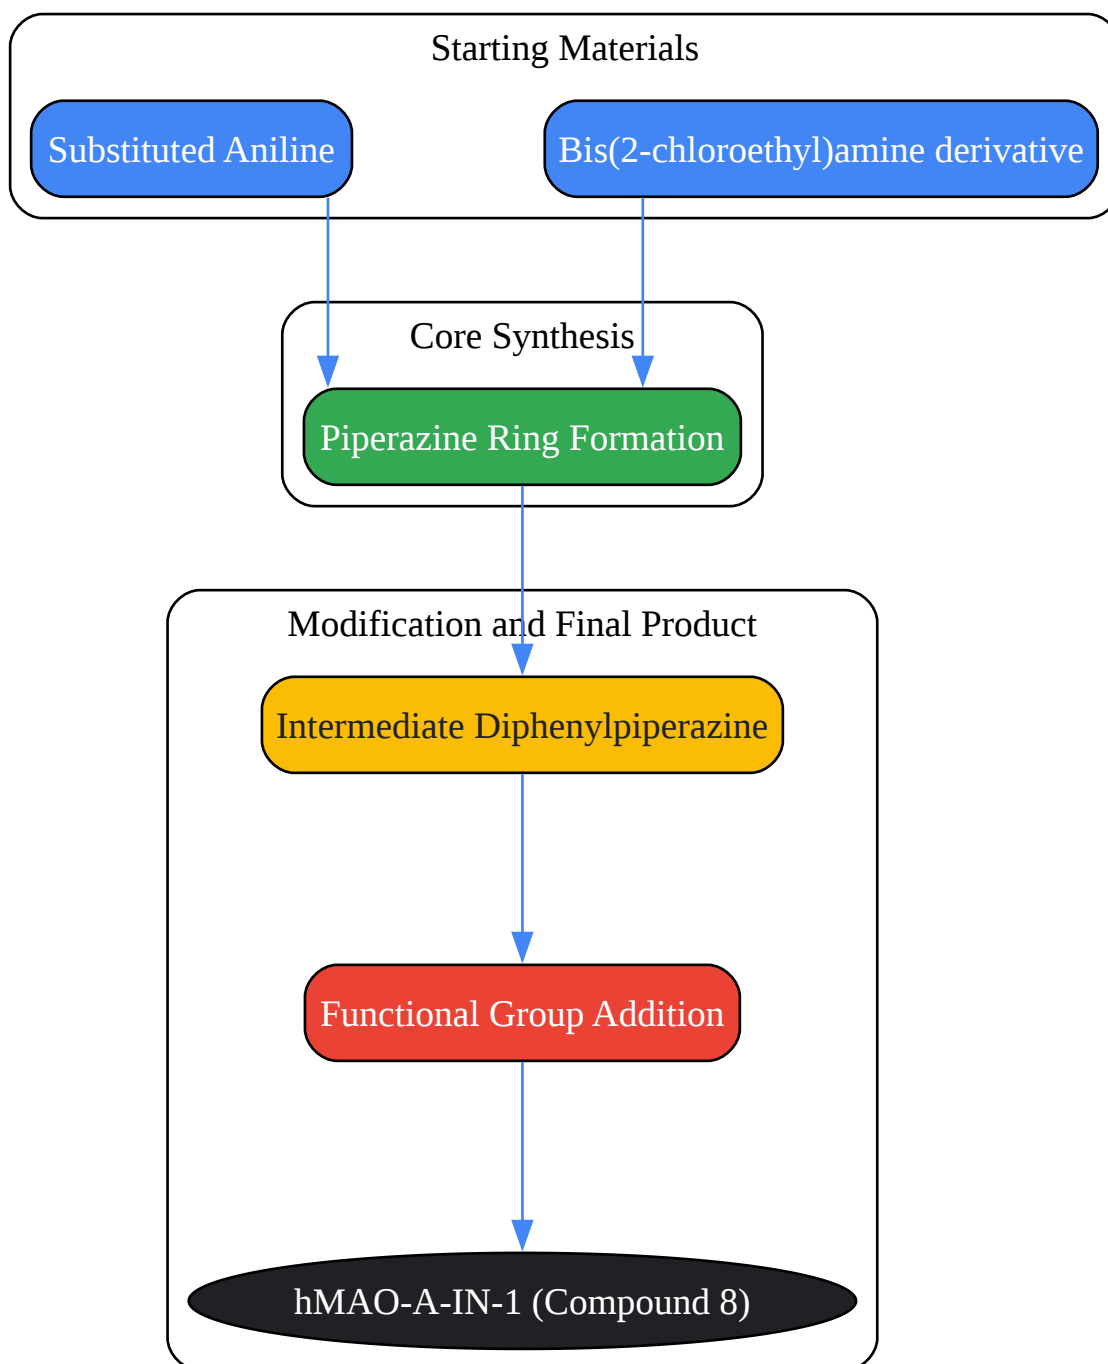 Starting Materials
Substituted Aniline
Bis(2-chloroethyl)amine derivative
Core Synthesis
Piperazine Ring Formation
Modification and Final Product
Intermediate Diphenylpiperazine
Functional Group Addition
hMAO-A-IN-1 (Compound 8)